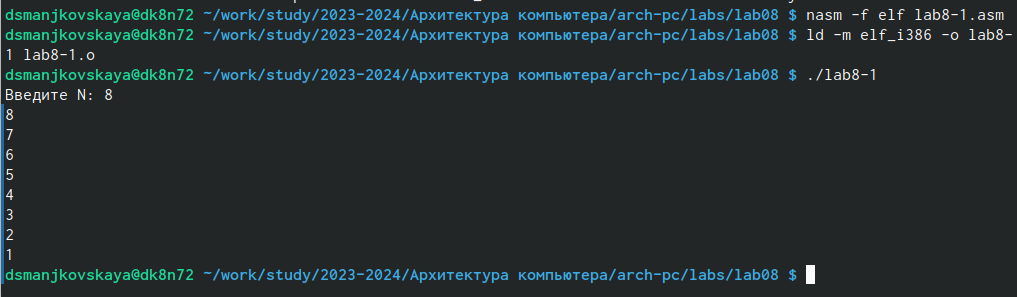 dsmanjkovskaya@dk8n72 ~/work/study/2023-2024/Архитектура компьютера/arch-pc/labs/lab08 $ nasm -f elf lab8-1.asm
dsmanjkovskaya@dk8n72 ~/work/study/2023-2024/Архитектура компьютера/arch-pc/labs/lab08 $ ld -m elf_i386 -o lab8-
1 lab8-1.o
dsmanjkovskaya@dk8n72 ~/work/study/2023-2024/Архитектура компьютера/arch-pc/labs/lab08 $ ./lab8-1
Введите N: 8
8
7
6
5
4
3
2
1
dsmanjkovskaya@dk8n72 ~/work/study/2023-2024/Архитектура компьютера/arch-pc/labs/lab08 $